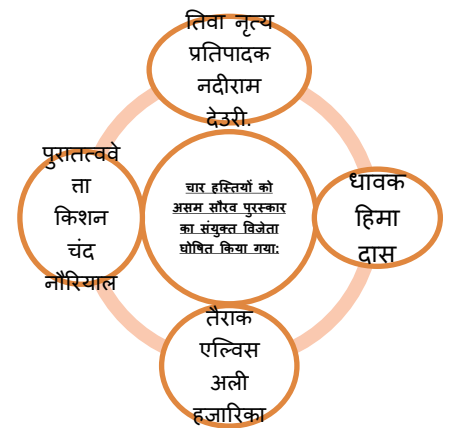 तिवा नृत्य
प्रतिपादक
नदीराम
देउरी.
पुरातत्ववे
त्ता
किशन
चंद
नौरियाल
चार हस्तियों को
असम सौरव पुरस्कार
का संयुक्त विजेता
घोषित किया गया:
धावक
हिमा
दास
तैराक
एल्विस
अली
हजारिका